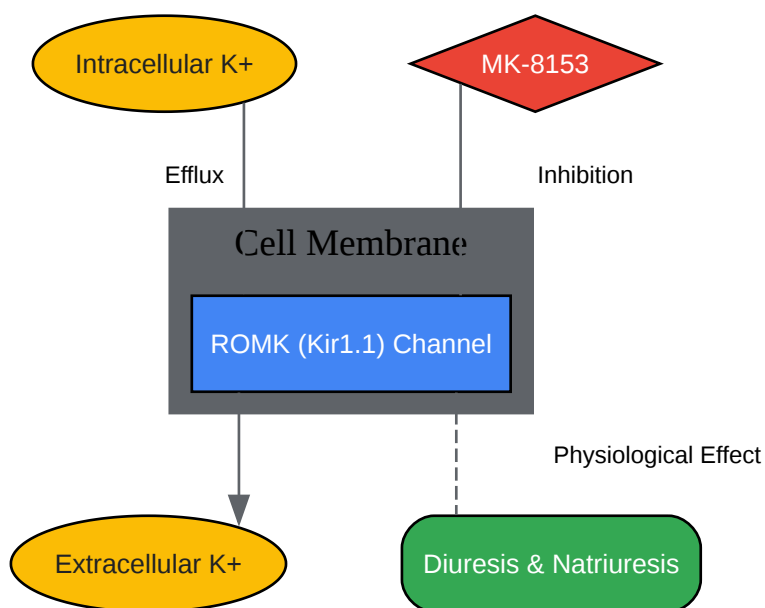 Intracellular K+
MK-8153
Efflux
Inhibition
Cell Membrane
ROMK (Kir1.1) Channel
Physiological Effect
Extracellular K+
Diuresis & Natriuresis